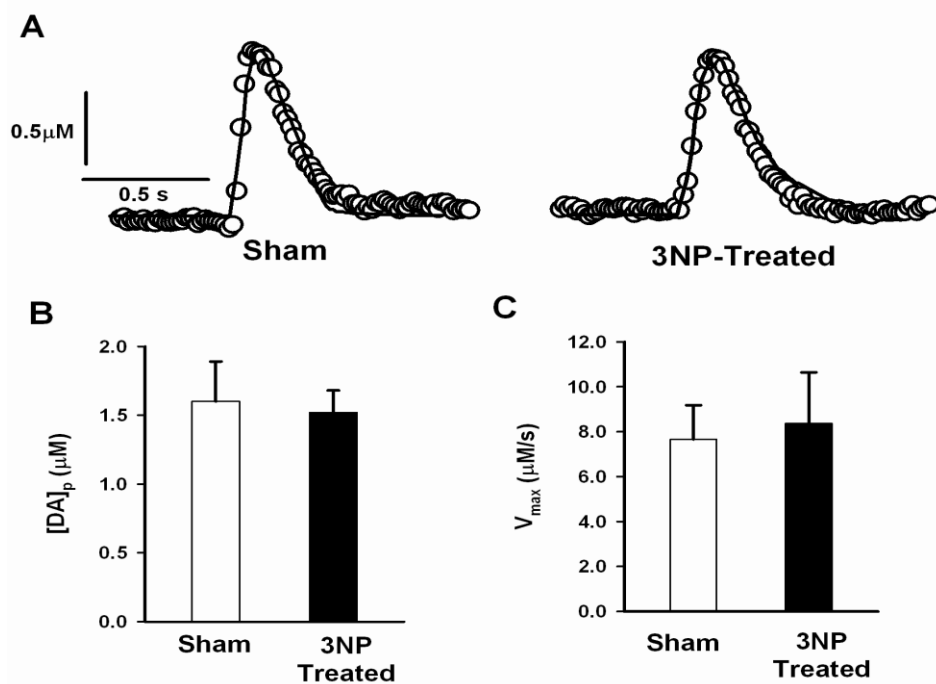 A
0.5μM
0.5 s
Sham
3NP-Treated
B
2.0
1.5
1.0
0.5
0.0
[DA]p (μM)
Sham
3NP
Treated
C
12.0
10.0
8.0
6.0
4.0
2.0
0.0
Vmax (μM/s)
Sham
3NP
Treated